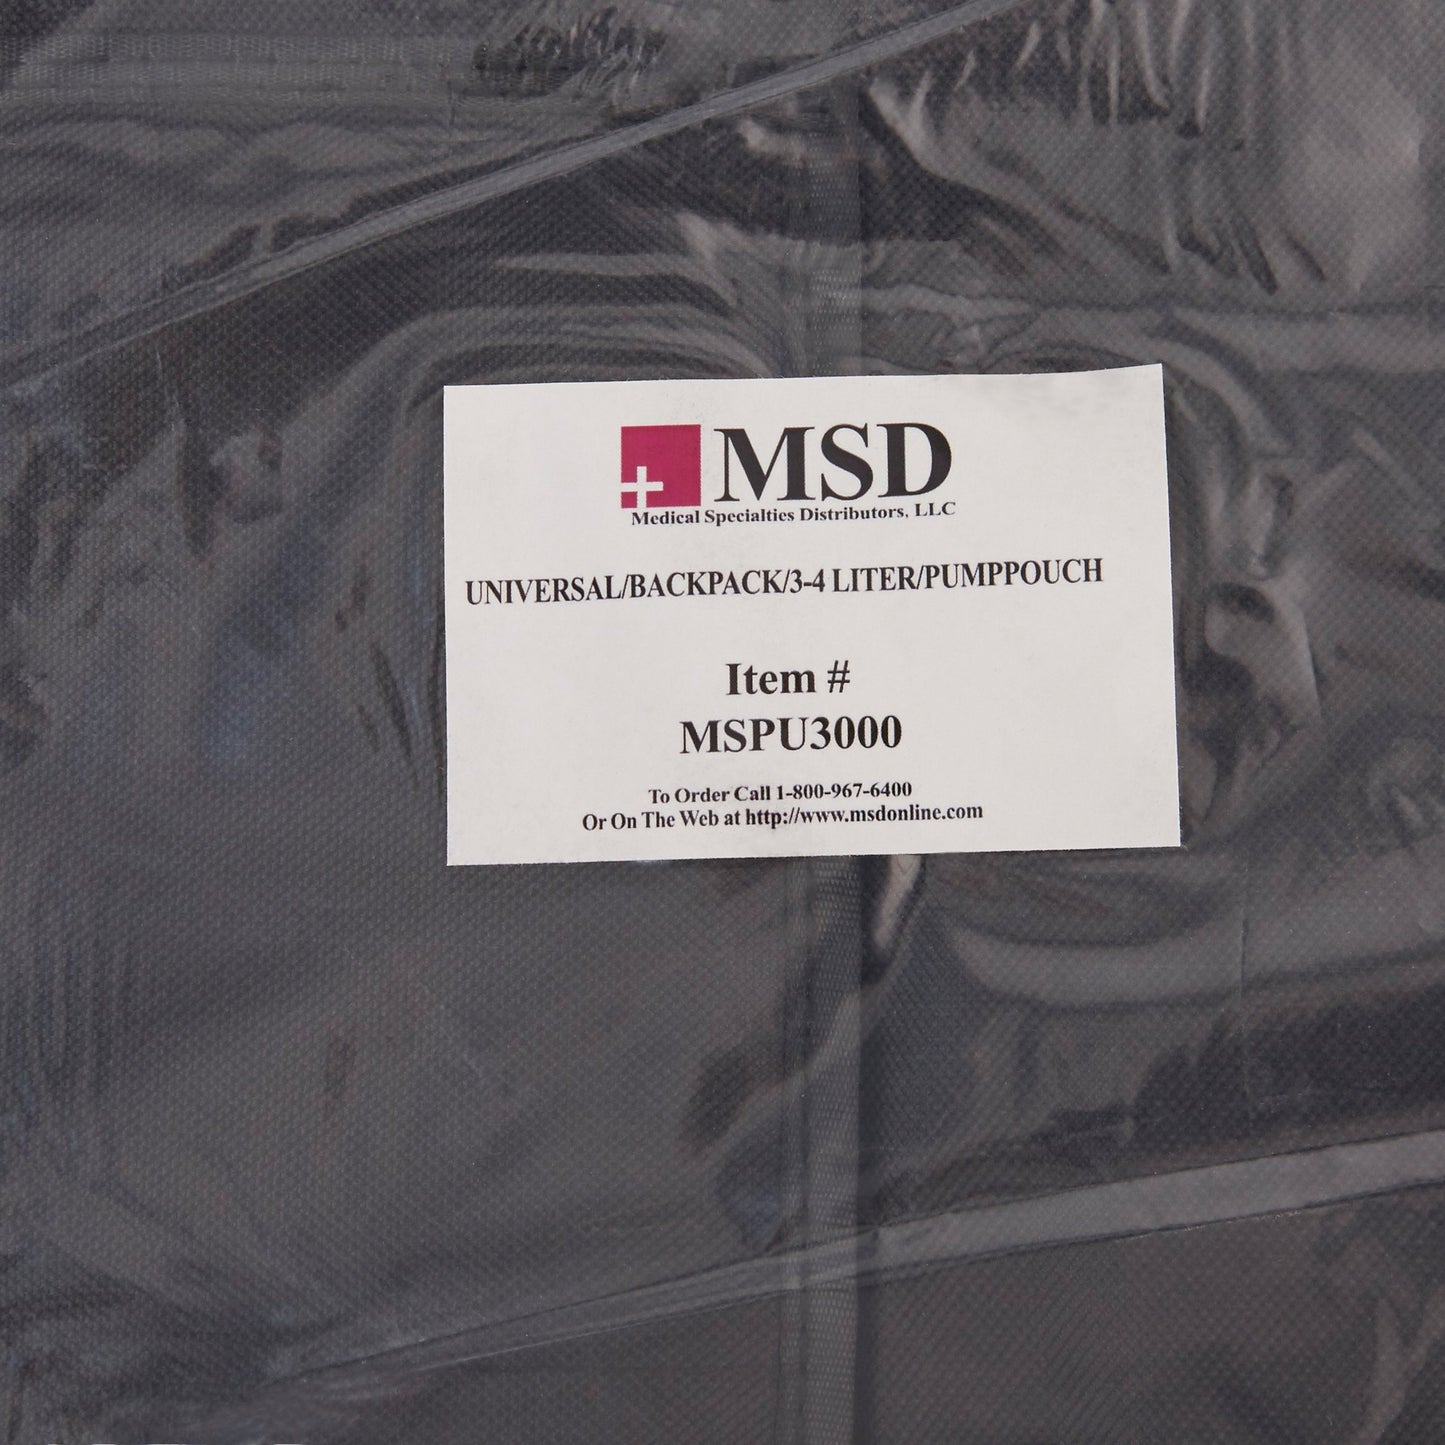 MSD
Medical Specialties Distributors, LLC
UNIVERSAL/BACKPACK/3-4 LITER/PUMPPOUCH
Item #
MSPU3000
To Order Call 1-800-967-6400
Or On The Web at http://www.msdonline.com